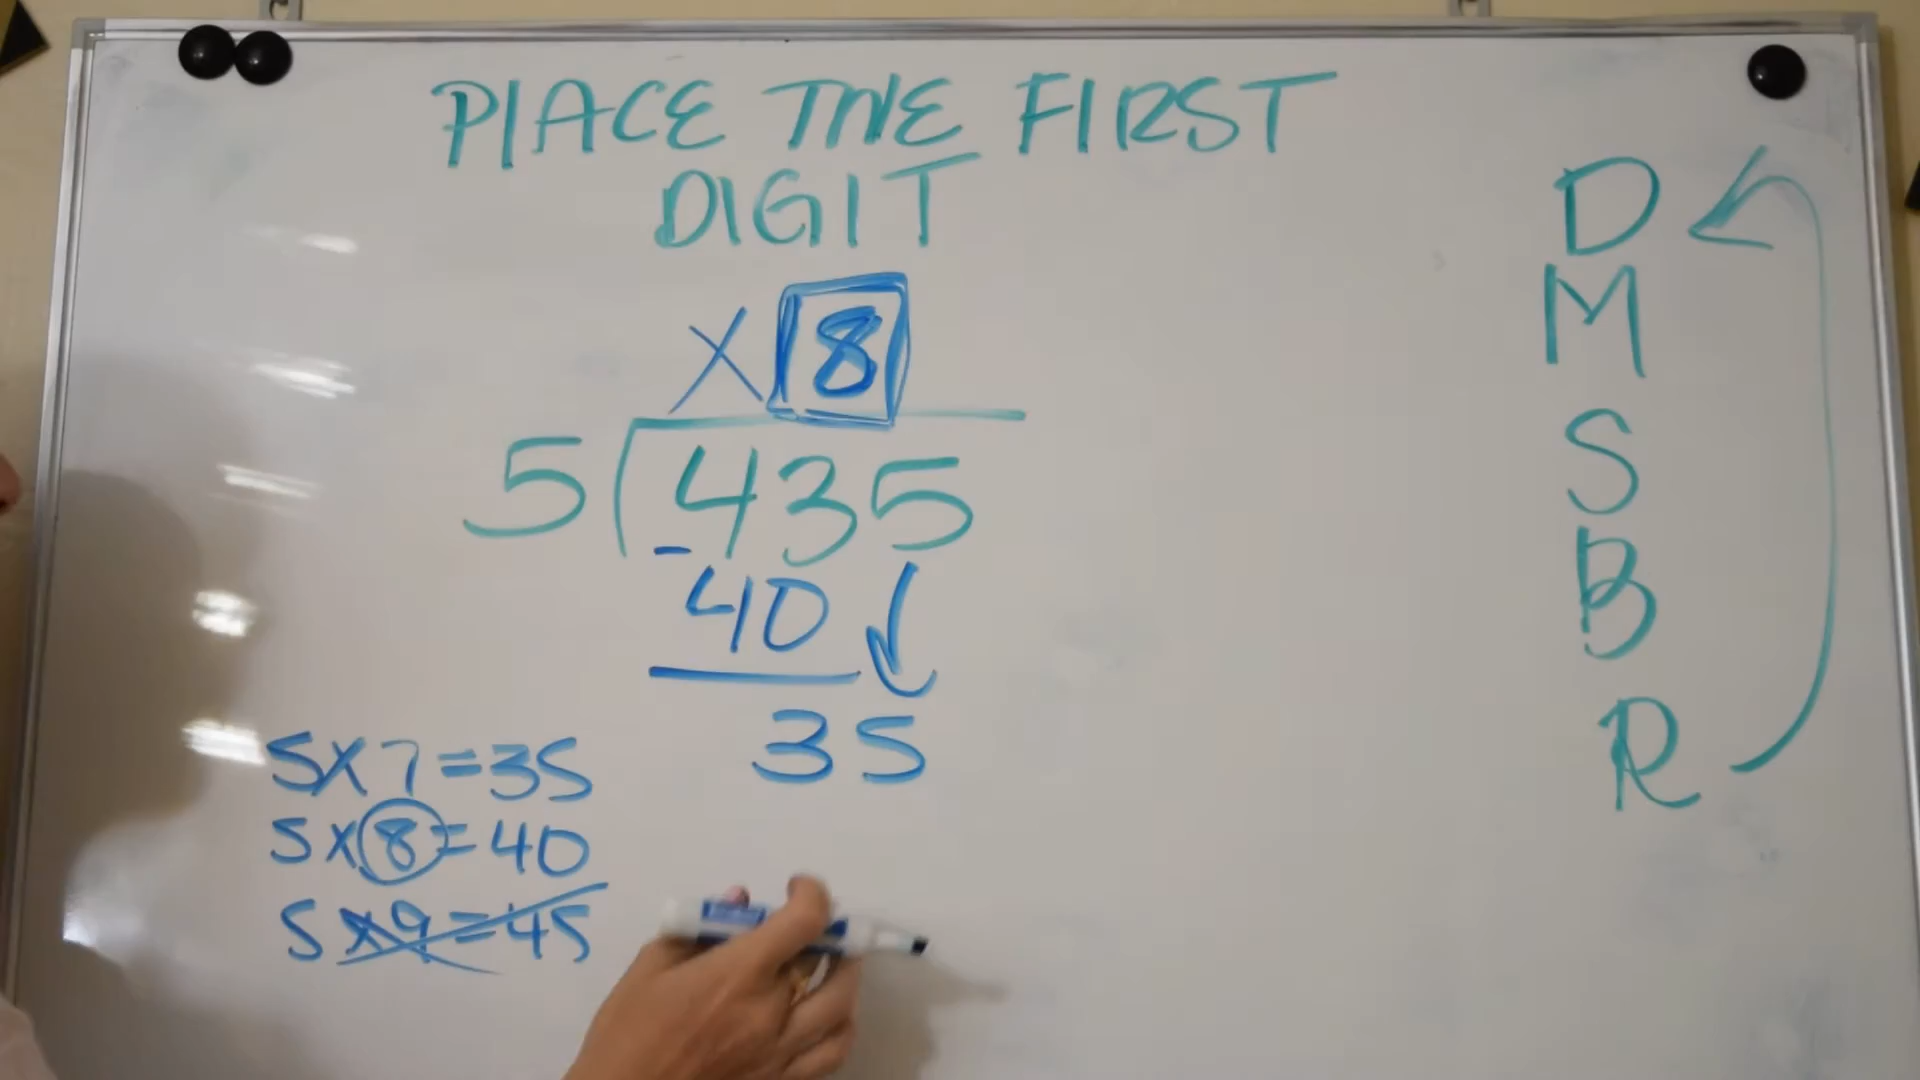 PLACE THE FIRST
DIGIT
X 8
5 435
- 40
35
5x7=35
5x8=40
5x9=45
D
M
S
B
R